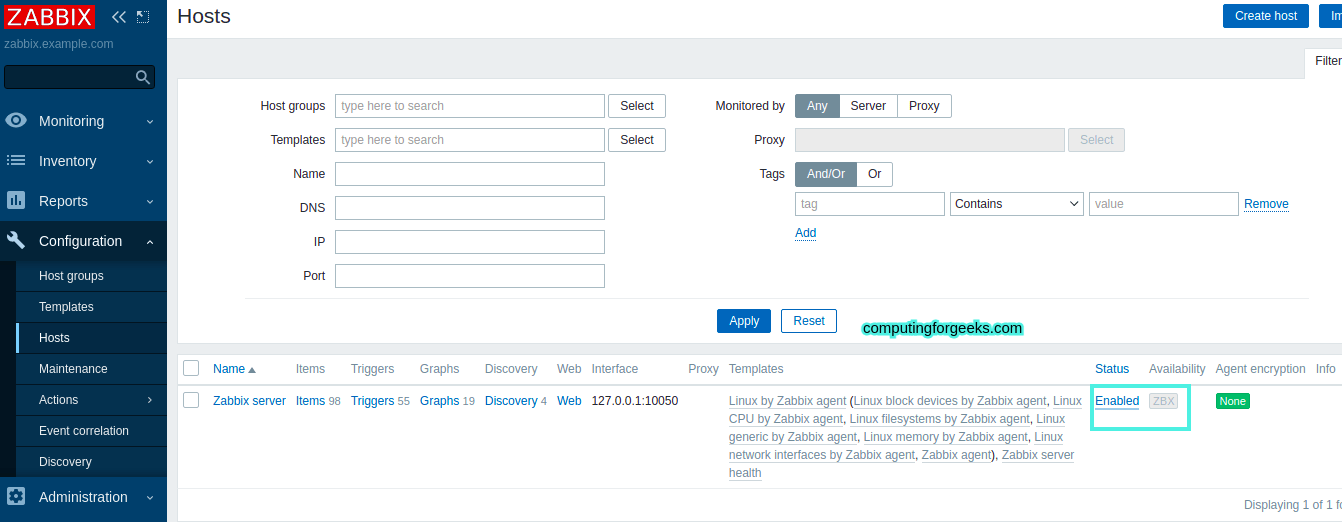 ZABBIX
zabbix.example.com
Monitoring
Inventory
Reports
Configuration
Host groups
Templates
Hosts
Maintenance
Actions
Event correlation
Discovery
Administration
Hosts
Create host
Im
Filter
Host groups type here to search Select
Templates type here to search Select
Name
DNS
IP
Port
Monitored by Any Server Proxy
Proxy Select
Tags And/Or Or
tag Contains value Remove
Add
Apply Reset
computingforgeeks.com
Name Items Triggers Graphs Discovery Web Interface Proxy Templates Status Availability Agent encryption Info
Zabbix server Items 98 Triggers 55 Graphs 19 Discovery 4 Web 127.0.0.1:10050 Linux by Zabbix agent (Linux block devices by Zabbix agent, Linux Enabled ZBX None
CPU by Zabbix agent, Linux filesystems by Zabbix agent, Linux
generic by Zabbix agent, Linux memory by Zabbix agent, Linux
network interfaces by Zabbix agent, Zabbix agent), Zabbix server
health
Displaying 1 of 1 fo